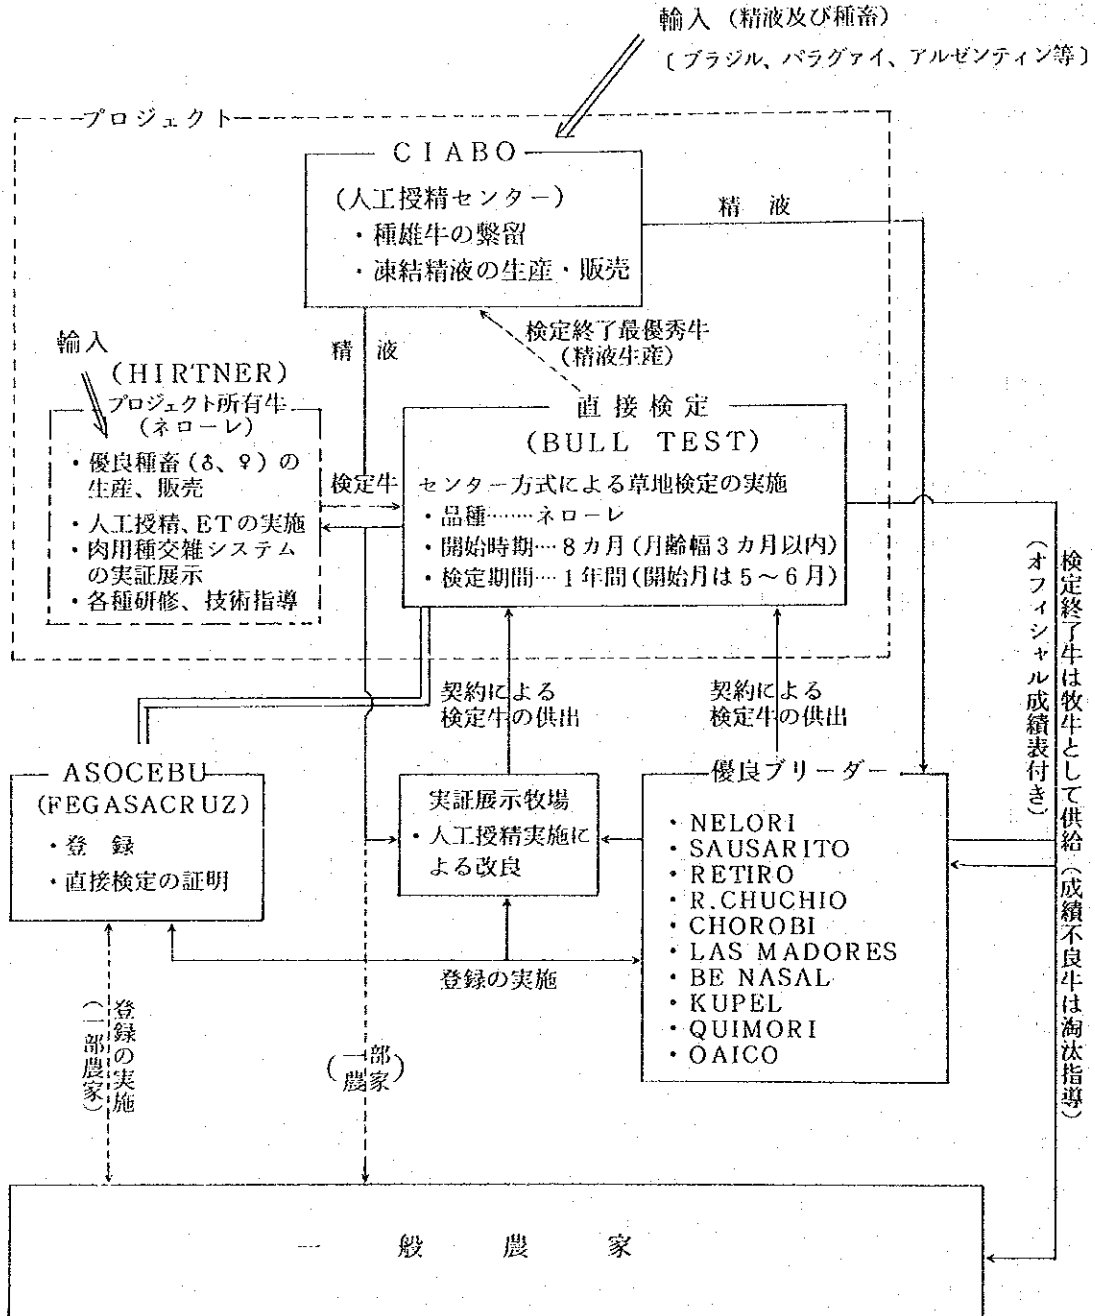 輸入（精液及び種畜）
〔ブラジル、パラグァイ、アルゼンティン等〕
プロジェクト
CIABO
（人工授精センター）
・種雄牛の繋留
・凍結精液の生産・販売
精 液
検定終了最優秀牛
（精液生産）
精 液
輸入
(HIRTNER)
プロジェクト所有牛
（ネローレ）
・優良種畜（♂、♀）の
生産、販売
・人工授精、ETの実施
・肉用種交雑システム
の実証展示
・各種研修、技術指導
検定牛
直接検定
(BULL TEST)
センター方式による草地検定の実施
・品種……ネローレ
・開始時期…8カ月（月齢幅3カ月以内）
・検定期間…1年間（開始月は5～6月）
検定終了牛は牧牛として供給（成績不良牛は淘汰指導）
（オフィシャル成績表付き）
契約による
検定牛の供出
契約による
検定牛の供出
ASOCEBU
(FEGASACRUZ)
・登 録
・直接検定の証明
実証展示牧場
・人工授精実施に
よる改良
優良ブリーダー
・NELORI
・SAUSARITO
・RETIRO
・R.CHUCHIO
・CHOROBI
・LAS MADORES
・BE NASAL
・KUPEL
・QUIMORI
・OAICO
登録の実施
登録の実施
（一部農家）
（一部
農家）
一 般 農 家